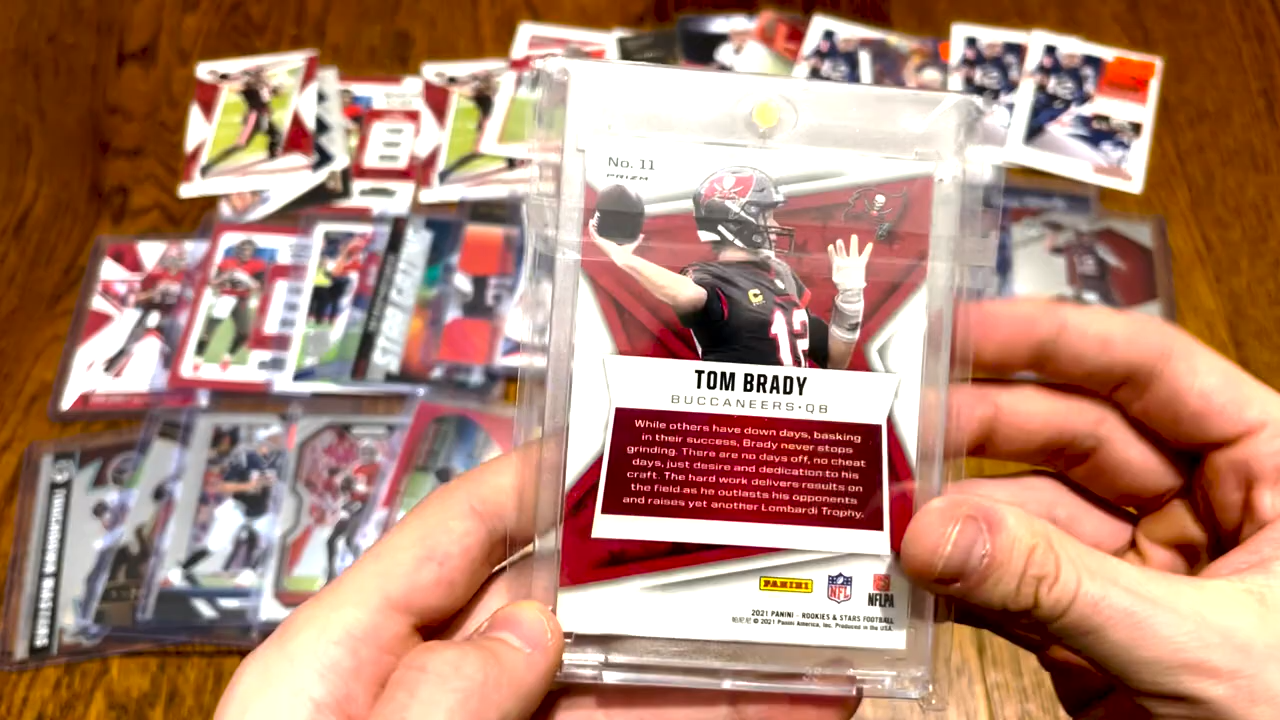 No. 11
PRIZM
C
12
TOM BRADY
BUCCANEERS•QB
While others have down days, basking
in their success, Brady never stops
grinding. There are no days off, no cheat
days, just desire and dedication to his
craft. The hard work delivers results on
the field as he outlasts his opponents
and raises yet another Lombardi Trophy.
PANINI
NFL
NFLPA
2021 PANINI - ROOKIES & STARS FOOTBALL
© 2021 Panini America, Inc. Produced in the USA.